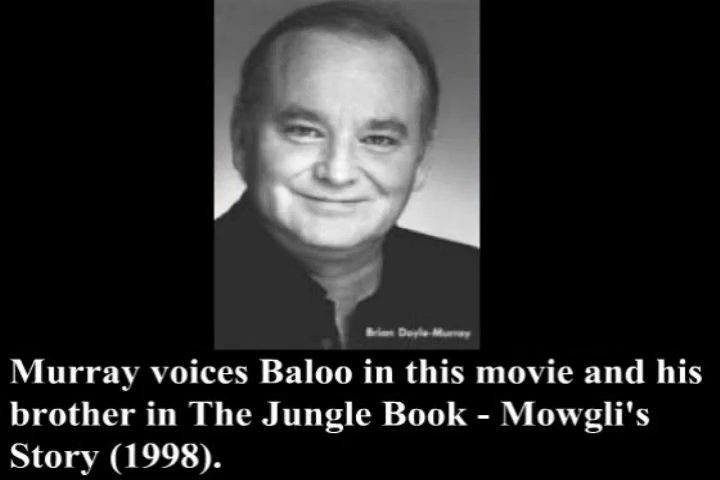 Brian Doyle-Murray
Murray voices Baloo in this movie and his
brother in The Jungle Book - Mowgli's
Story (1998).